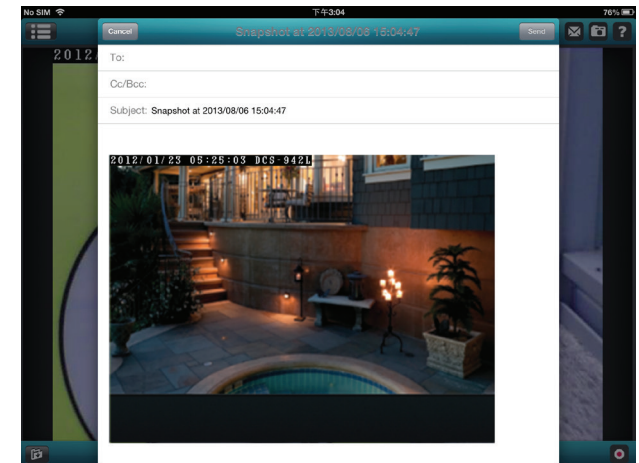 No SIM 下午3:04 76%
Cancel Snapshot at 2013/08/06 15:04:47 Send ?
2012/
To:
Cc/Bcc:
Subject: Snapshot at 2013/08/06 15:04:47
2012/01/23 05:25:03 DCS-942L